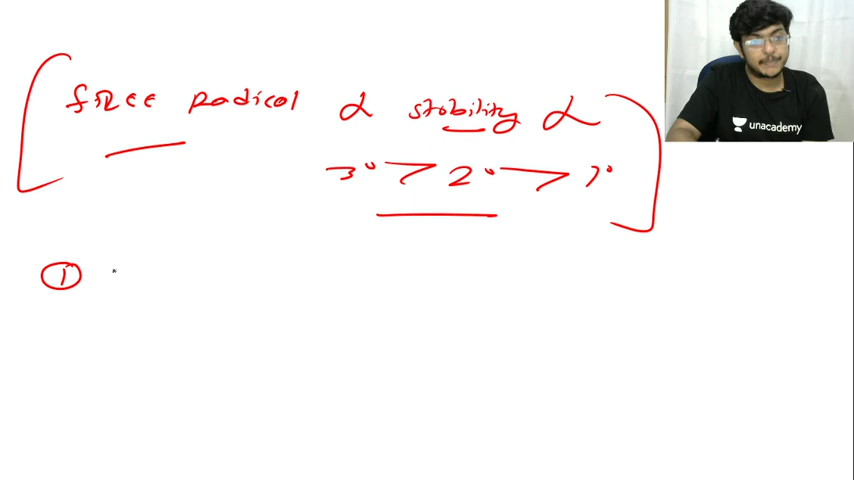 free radical α stability α
3° > 2° > 1°
①
unacademy